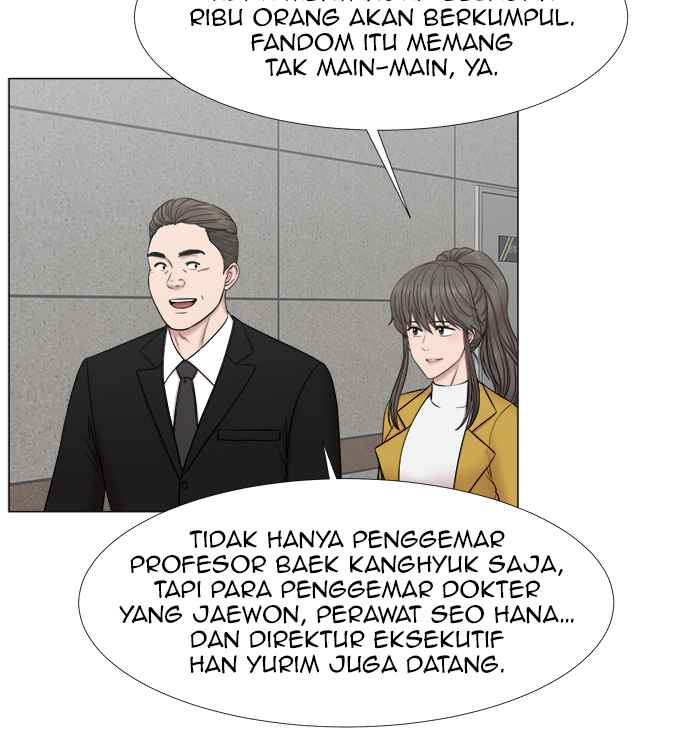 RIBU ORANG AKAN BERKUMPUL.
FANDOM ITU MEMANG
TAK MAIN-MAIN, YA.
TIDAK HANYA PENGGEMAR
PROFESOR BAEK KANGHYUK SAJA,
TAPI PARA PENGGEMAR DOKTER
YANG JAEWON, PERAWAT SEO HANA...
DAN DIREKTUR EKSEKUTIF
HAN YURIM JUGA DATANG.